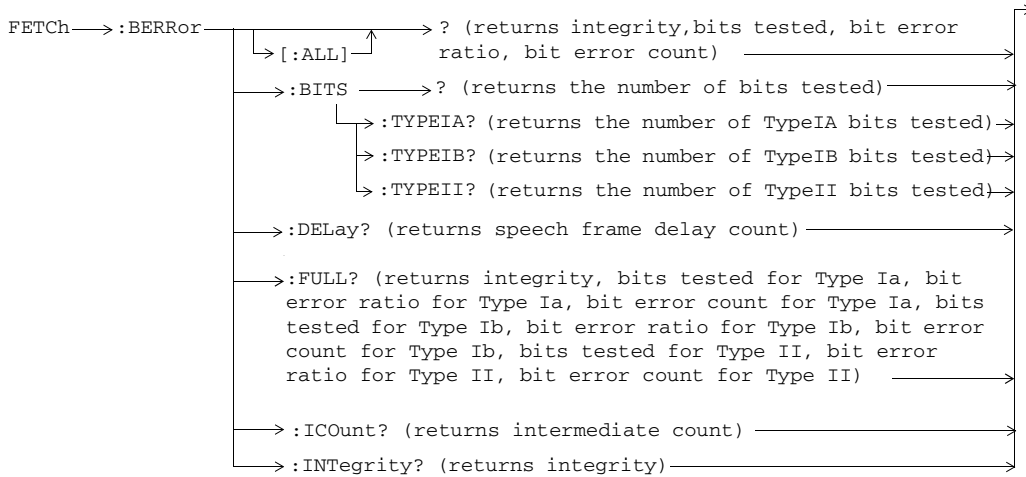 FETCh :BERRor ? (returns integrity,bits tested, bit error
[:ALL] ratio, bit error count)
:BITS ? (returns the number of bits tested)
:TYPEIA? (returns the number of TypeIA bits tested)
:TYPEIB? (returns the number of TypeIB bits tested)
:TYPEII? (returns the number of TypeII bits tested)
:DELay? (returns speech frame delay count)
:FULL? (returns integrity, bits tested for Type Ia, bit
error ratio for Type Ia, bit error count for Type Ia, bits
tested for Type Ib, bit error ratio for Type Ib, bit error
count for Type Ib, bits tested for Type II, bit error
ratio for Type II, bit error count for Type II)
:ICOunt? (returns intermediate count)
:INTegrity? (returns integrity)